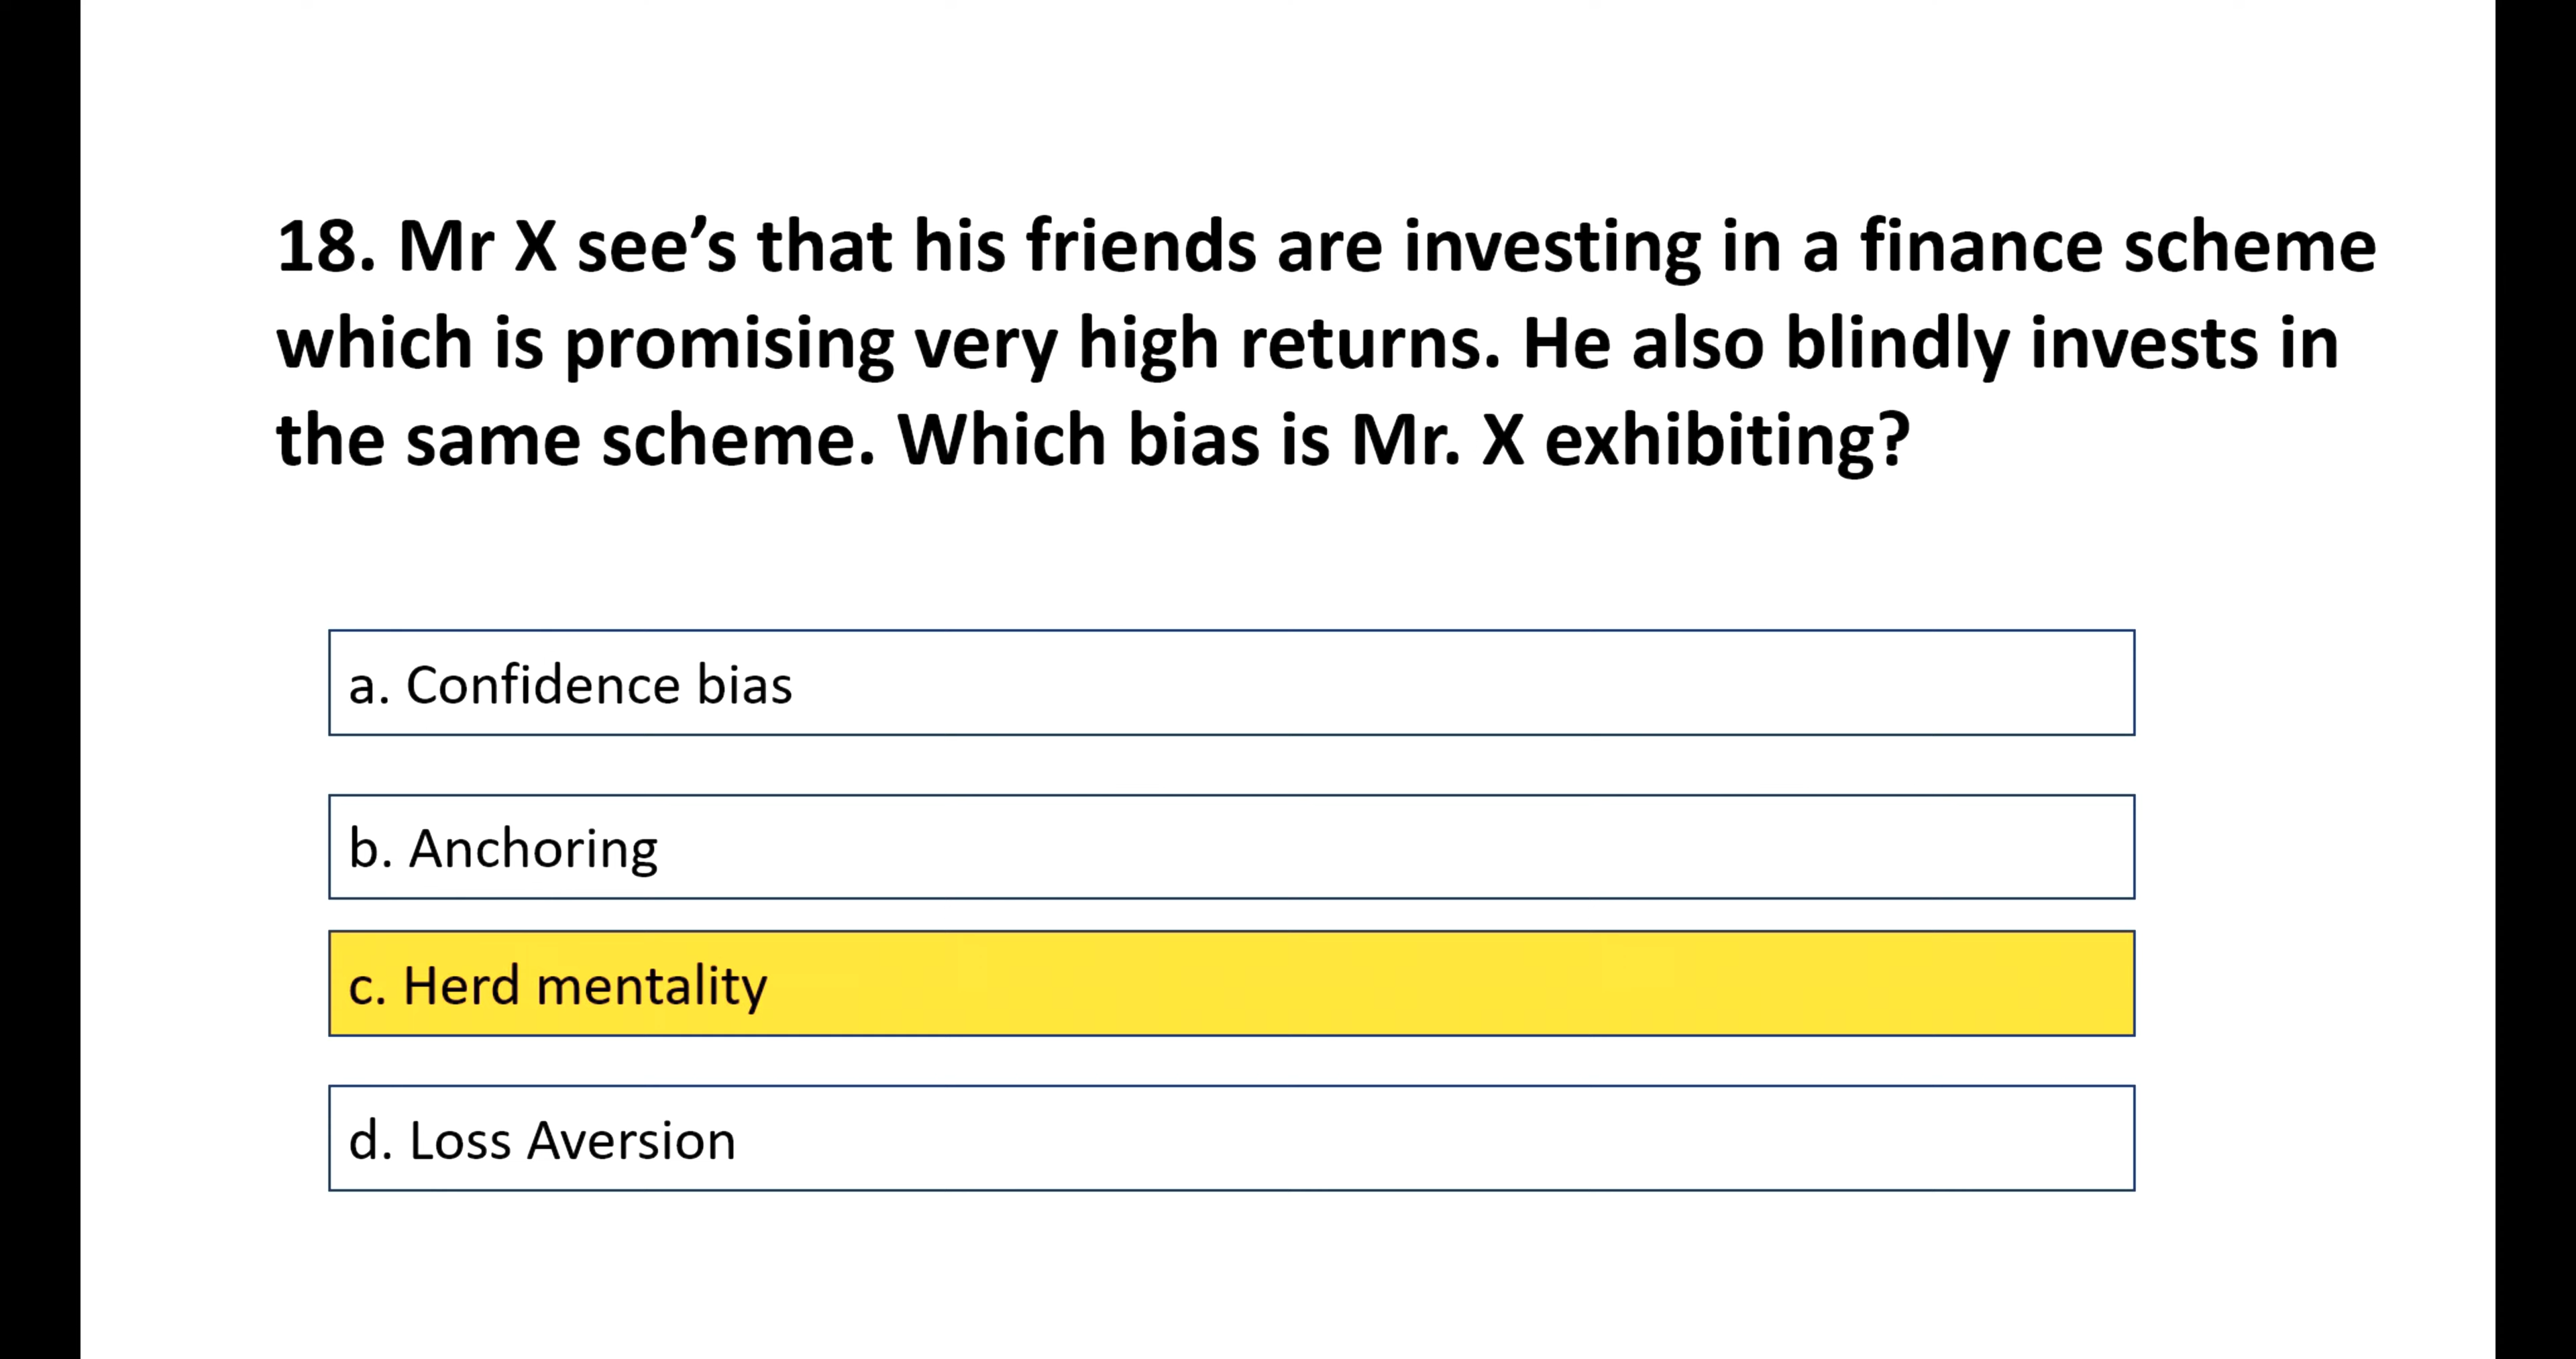 18. Mr X see’s that his friends are investing in a finance scheme
which is promising very high returns. He also blindly invests in
the same scheme. Which bias is Mr. X exhibiting?
a. Confidence bias
b. Anchoring
c. Herd mentality
d. Loss Aversion